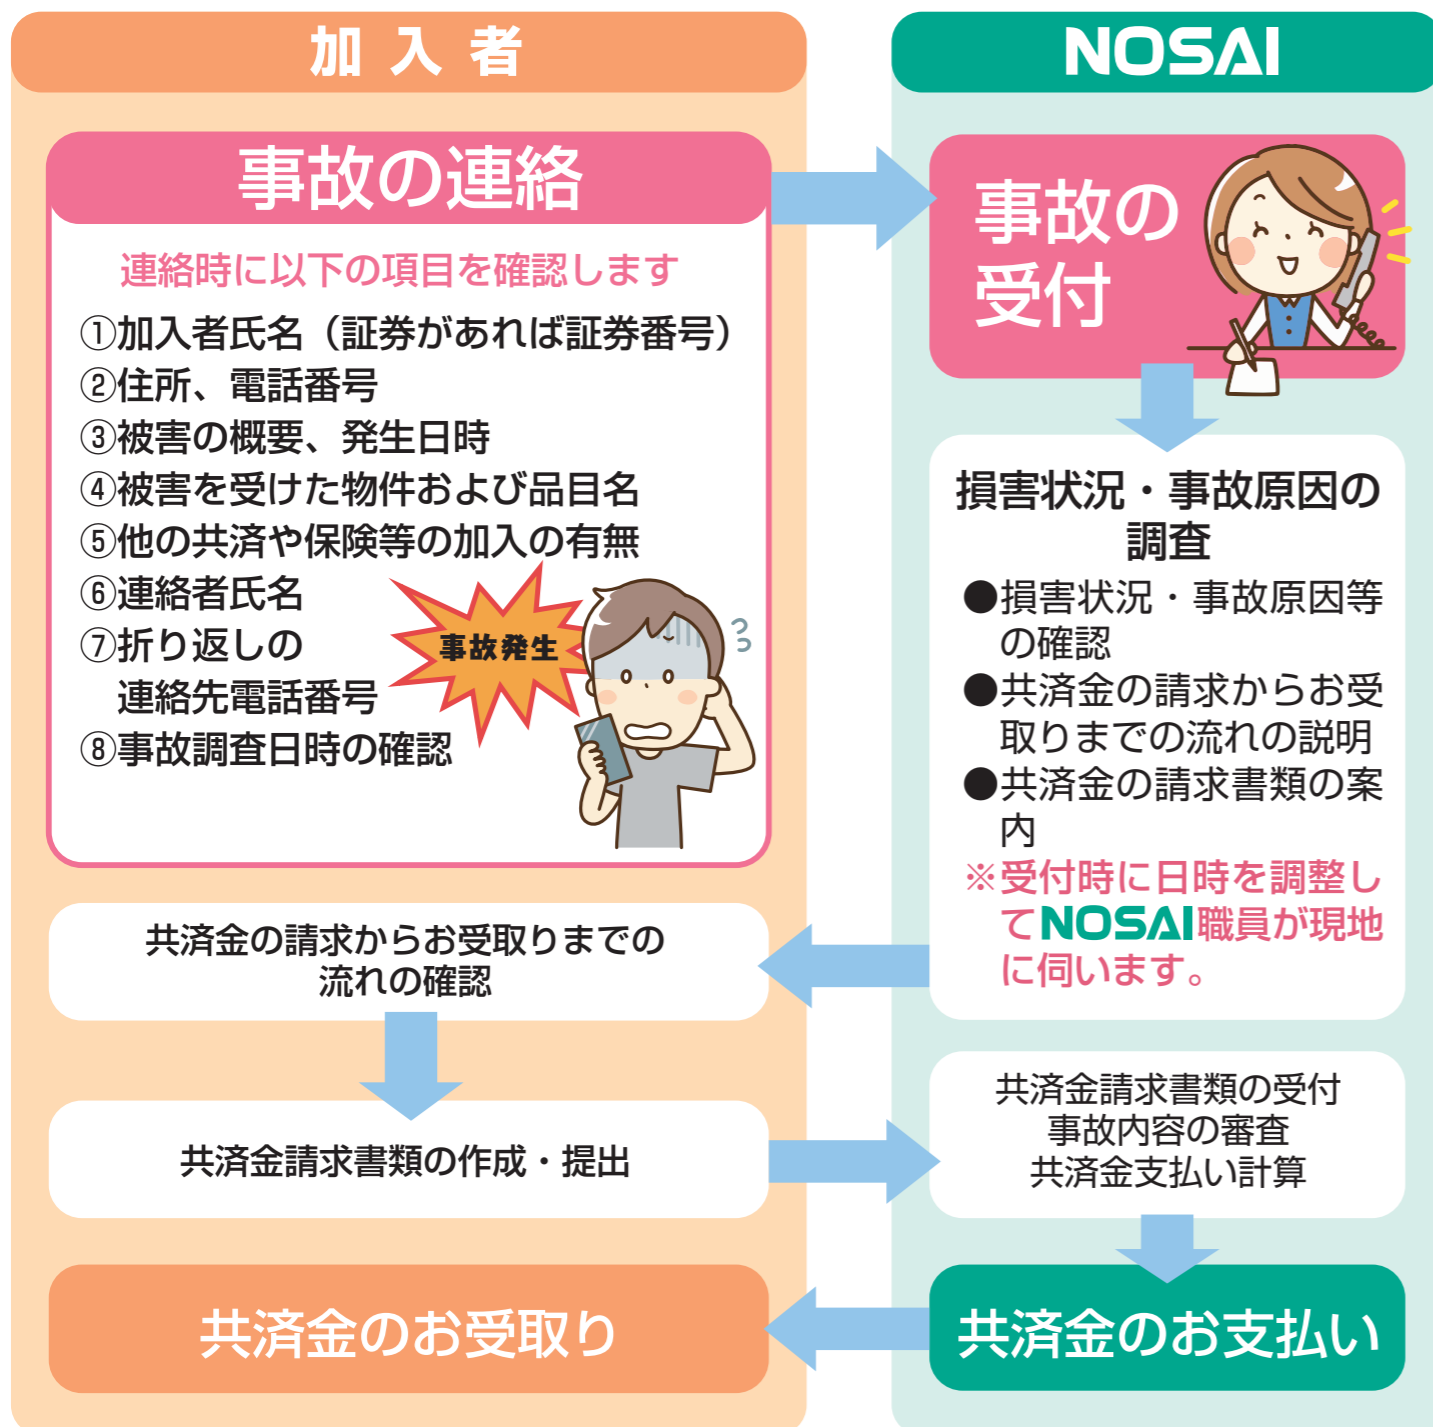 加入者
事故の連絡
連絡時に以下の項目を確認します
①加入者氏名（証券があれば証券番号）
②住所、電話番号
③被害の概要、発生日時
④被害を受けた物件および品目名
⑤他の共済や保険等の加入の有無
⑥連絡者氏名
⑦折り返しの
連絡先電話番号
⑧事故調査日時の確認
事故発生
NOSAI
事故の
受付
損害状況・事故原因の
調査
●損害状況・事故原因等
の確認
●共済金の請求からお受
取りまでの流れの説明
●共済金の請求書類の案
内
※受付時に日時を調整し
てNOSAI職員が現地
に伺います。
共済金の請求からお受取りまでの
流れの確認
共済金請求書類の作成・提出
共済金請求書類の受付
事故内容の審査
共済金支払い計算
共済金のお支払い
共済金のお受取り